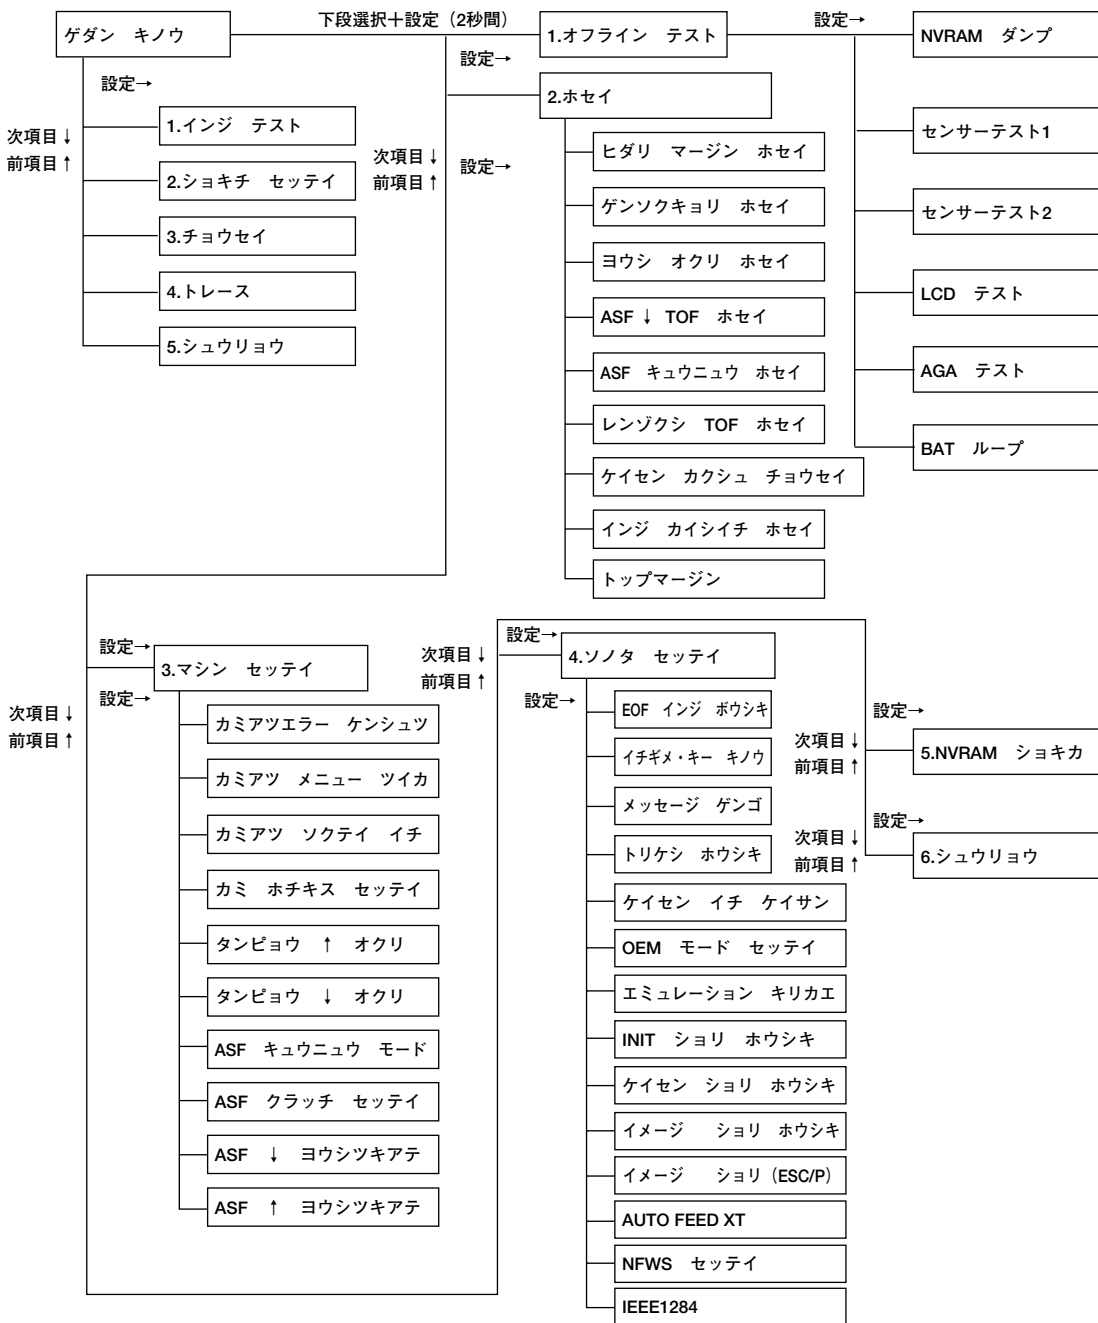 ゲダン　キノウ
下段選択＋設定（2秒間）
設定→
1.インジ　テスト
2.ショキチ　セッテイ
3.チョウセイ
4.トレース
5.シュウリョウ
次項目↓
前項目↑
次項目↓
前項目↑
設定→
1.オフライン　テスト
設定→
NVRAM　ダンプ
センサーテスト1
センサーテスト2
LCD　テスト
AGA　テスト
BAT　ループ
2.ホセイ
設定→
ヒダリ　マージン　ホセイ
ゲンソクキョリ　ホセイ
ヨウシ　オクリ　ホセイ
ASF ↓ TOF　ホセイ
ASF　キュウニュウ　ホセイ
レンゾクシ　TOF　ホセイ
ケイセン　カクシュ　チョウセイ
インジ　カイシイチ　ホセイ
トップマージン
設定→
3.マシン　セッテイ
設定→
次項目↓
前項目↑
カミアツエラー　ケンシュツ
カミアツ　メニュー　ツイカ
カミアツ　ソクテイ　イチ
カミ　ホチキス　セッテイ
タンピョウ　↑　オクリ
タンピョウ　↓　オクリ
ASF　キュウニュウ　モード
ASF　クラッチ　セッテイ
ASF　↓　ヨウシツキアテ
ASF　↑　ヨウシツキアテ
設定→
次項目↓
前項目↑
4.ソノタ　セッテイ
設定→
EOF　インジ　ボウシキ
イチギメ・キー　キノウ
メッセージ　ゲンゴ
トリケシ　ホウシキ
ケイセン　イチ　ケイサン
OEM　モード　セッテイ
エミュレーション　キリカエ
INIT　ショリ　ホウシキ
ケイセン　ショリ　ホウシキ
イメージ　ショリ　ホウシキ
イメージ　ショリ（ESC/P）
AUTO FEED XT
NFWS　セッテイ
IEEE1284
設定→
次項目↓
前項目↑
5.NVRAM　ショキカ
設定→
次項目↓
前項目↑
6.シュウリョウ